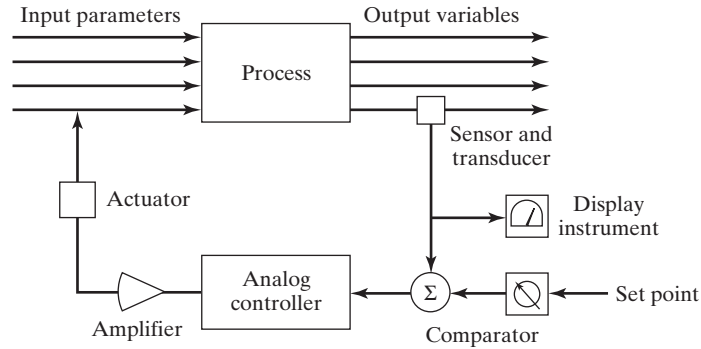 Input parameters
Output variables
Process
Sensor and
transducer
Actuator
Display
instrument
Analog
controller
Σ
Set point
Amplifier
Comparator